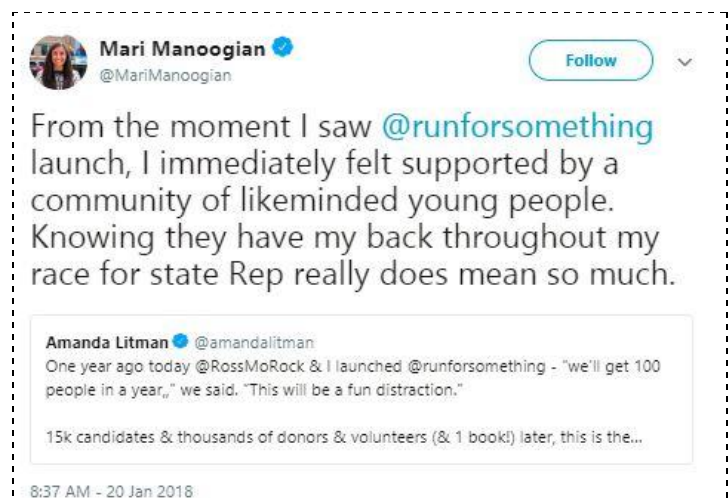 Mari Manoogian
@MariManoogian
Follow
From the moment I saw @runforsomething
launch, I immediately felt supported by a
community of likeminded young people.
Knowing they have my back throughout my
race for state Rep really does mean so much.
Amanda Litman @amandalitman
One year ago today @RossMoRock & I launched @runforsomething - "we'll get 100
people in a year,," we said. "This will be a fun distraction."
15k candidates & thousands of donors & volunteers (& 1 book!) later, this is the...
8:37 AM - 20 Jan 2018